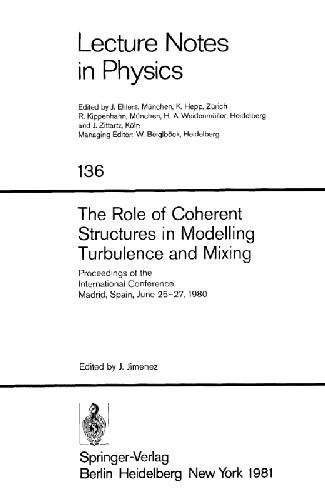 Lecture Notes
in Physics
Edited by J. Ehlers, München, K. Hepp, Zürich
R. Kippenhahn, München, H. A. Weidenmüller, Heidelberg
and J. Zittartz, Köln
Managing Editor: W. Beiglböck, Heidelberg
136
The Role of Coherent
Structures in Modelling
Turbulence and Mixing
Proceedings of the
International Conference
Madrid, Spain, June 25–27, 1980
Edited by J. Jimenez
Springer-Verlag
Berlin Heidelberg New York 1981